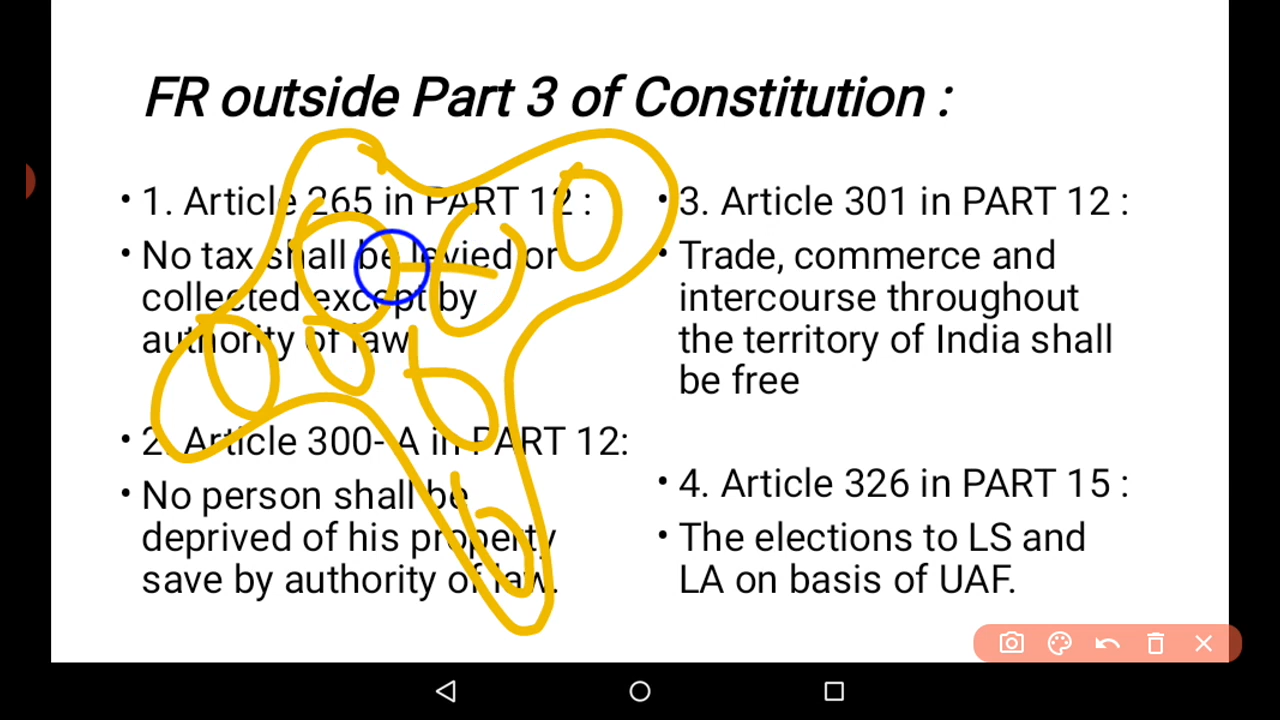 FR outside Part 3 of Constitution :
• 1. Article 265 in PART 12 :
• No tax shall be levied or
collected except by
authority of law
• 2. Article 300- A in PART 12:
• No person shall be
deprived of his property
save by authority of law.
• 3. Article 301 in PART 12 :
• Trade, commerce and
intercourse throughout
the territory of India shall
be free
• 4. Article 326 in PART 15 :
• The elections to LS and
LA on basis of UAF.